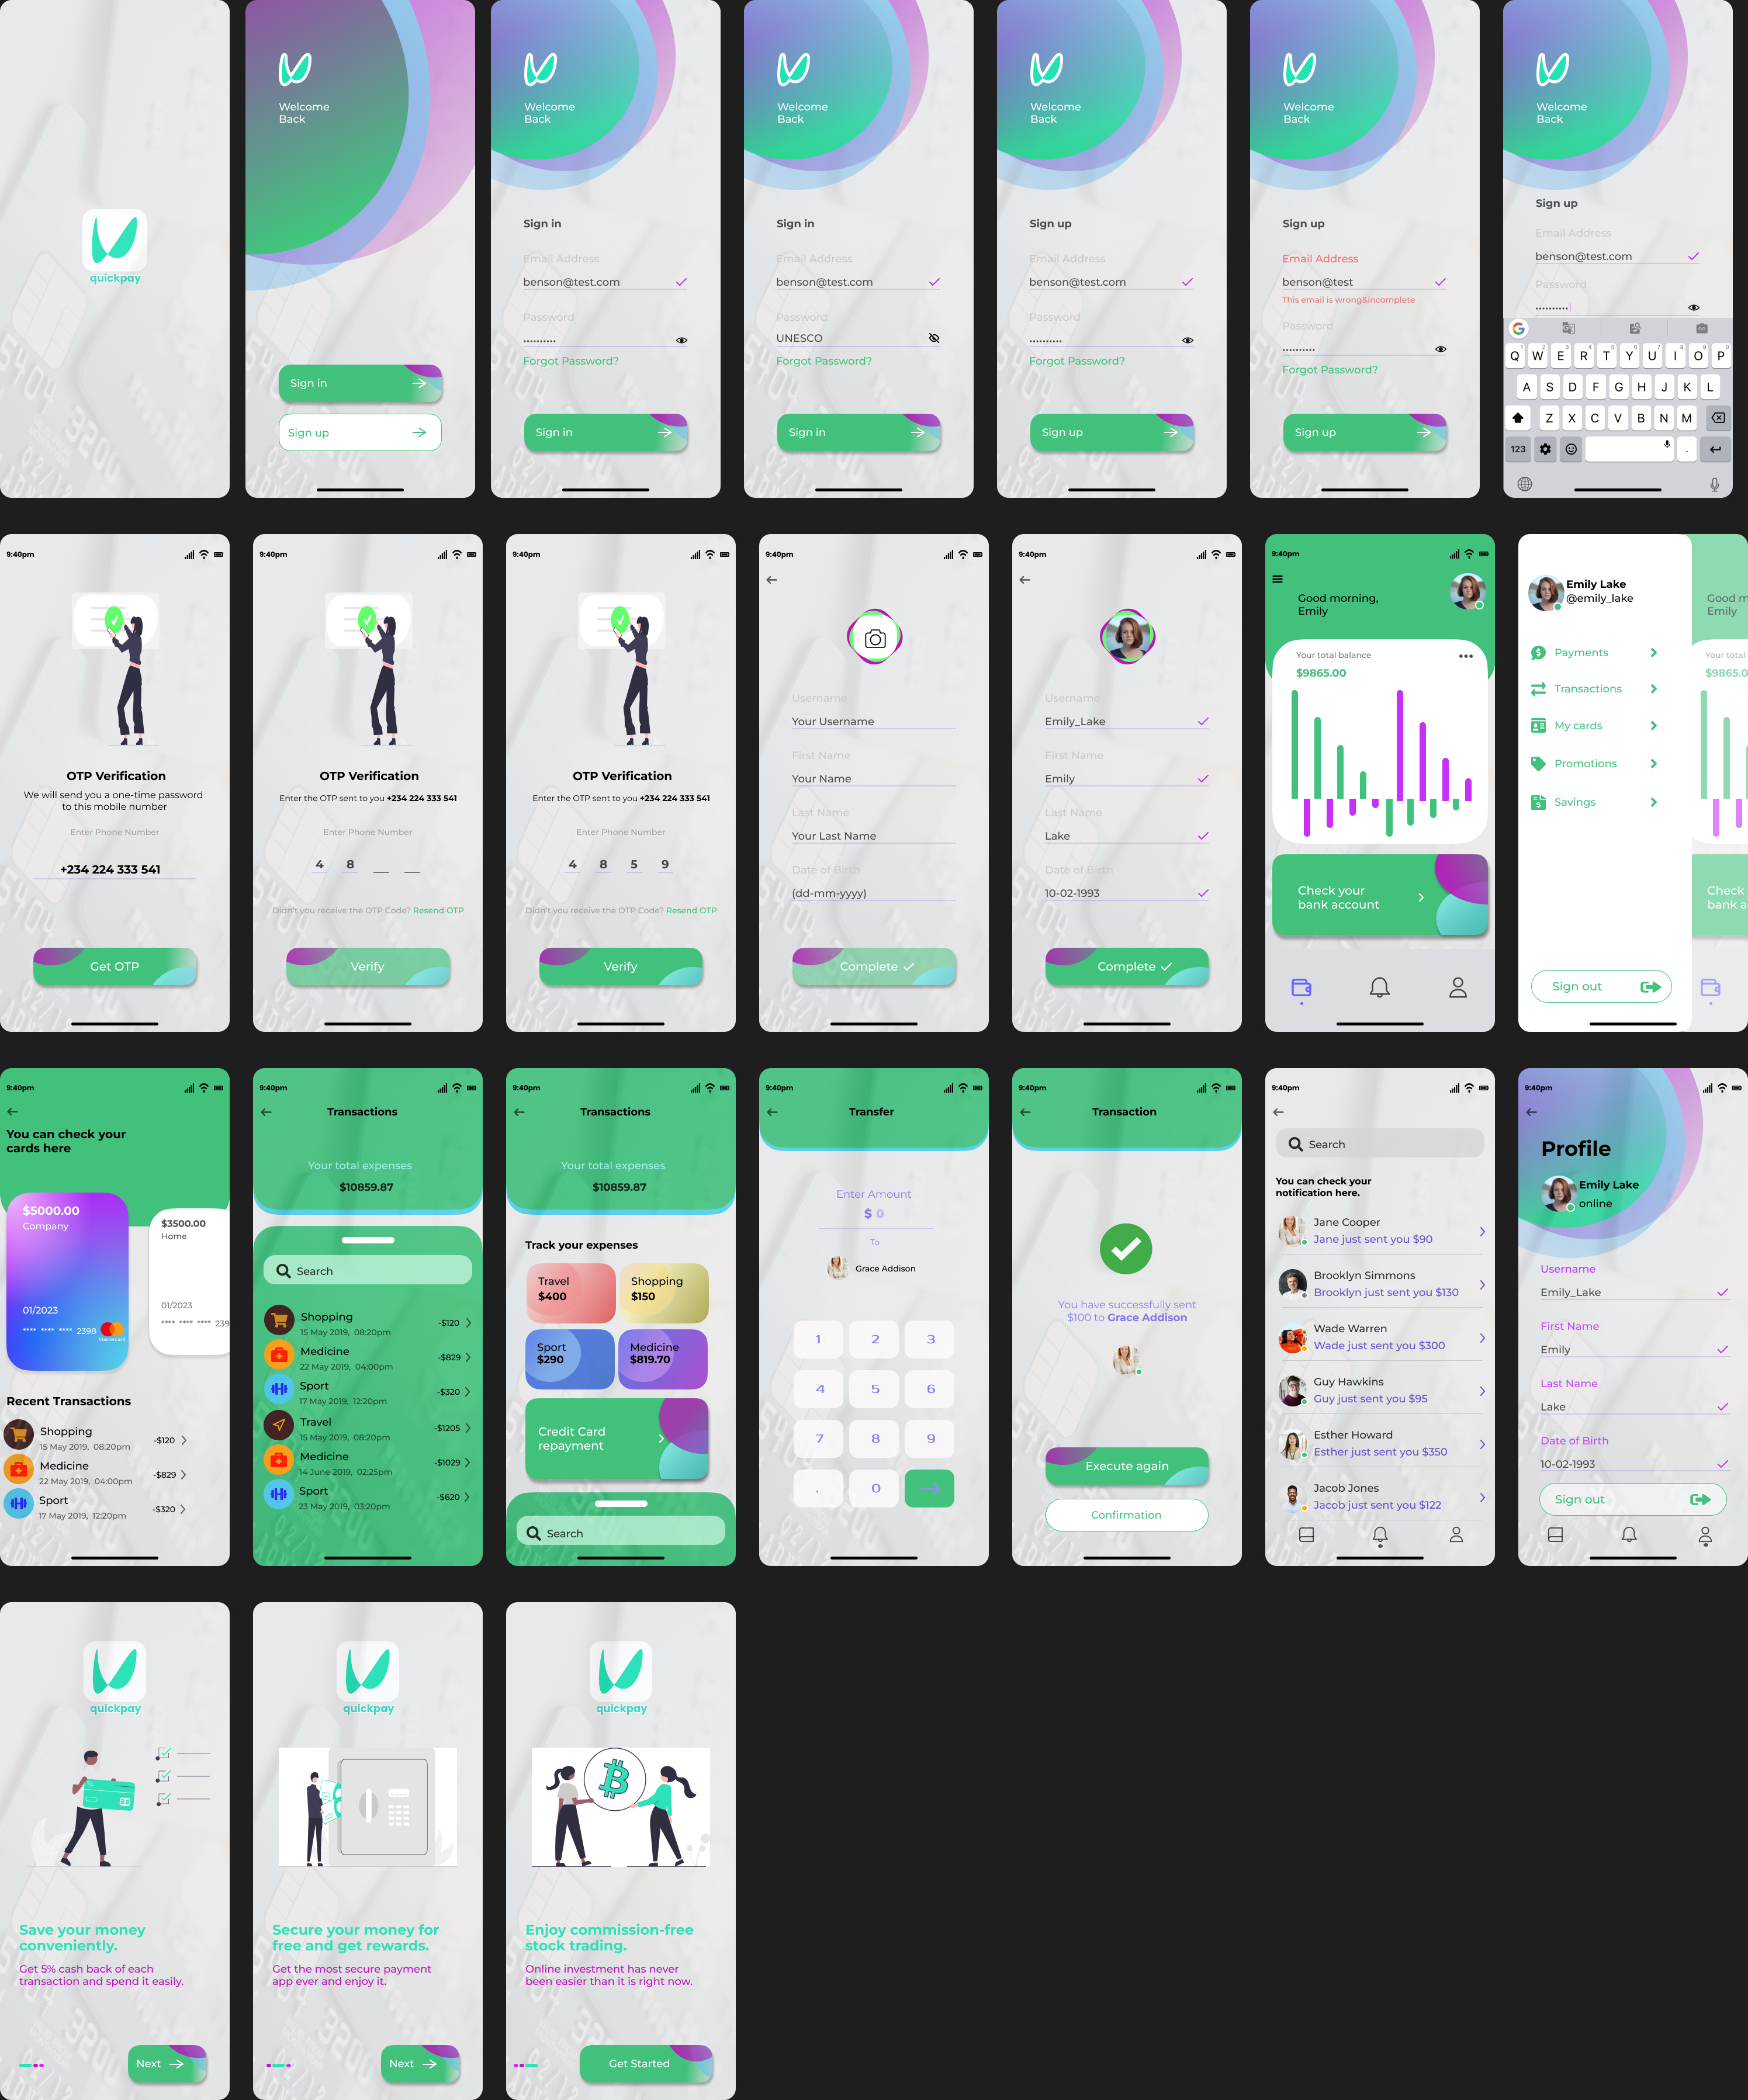 quickpay
Welcome
Back
Sign in
Sign up
Welcome
Back
Sign in
Email Address
benson@test.com
Password
Forgot Password?
Sign in
Welcome
Back
Sign in
Email Address
benson@test.com
Password
UNESCO
Forgot Password?
Sign in
Welcome
Back
Sign up
Email Address
benson@test.com
Password
Forgot Password?
Sign up
Welcome
Back
Sign up
Email Address
benson@test
This email is wrong&incomplete
Password
Forgot Password?
Sign up
Welcome
Back
Sign up
Email Address
benson@test.com
Password
Q W E R T Y U I O P
1 2 3 4 5 6 7 8 9 0
A S D F G H J K L
Z X C V B N M
123 .
9:40pm
OTP Verification
We will send you a one-time password
to this mobile number
Enter Phone Number
+234 224 333 541
Get OTP
9:40pm
OTP Verification
Enter the OTP sent to you +234 224 333 541
Enter Phone Number
4 8 __ __
Didn't you receive the OTP Code? Resend OTP
Verify
9:40pm
OTP Verification
Enter the OTP sent to you +234 224 333 541
Enter Phone Number
4 8 5 9
Didn't you receive the OTP Code? Resend OTP
Verify
9:40pm
Username
Your Username
First Name
Your Name
Last Name
Your Last Name
Date of Birth
(dd-mm-yyyy)
Complete
9:40pm
Username
Emily_Lake
First Name
Emily
Last Name
Lake
Date of Birth
10-02-1993
Complete
9:40pm
Good morning,
Emily
Your total balance
$9865.00
Check your
bank account
Emily Lake
@emily_lake
Payments
Transactions
My cards
Promotions
Savings
Sign out
Good m
Emily
Your total
$9865.0
Check
bank a
9:40pm
You can check your
cards here
$5000.00
Company
01/2023
**** **** **** 2398
mastercard
$3500.00
Home
01/2023
**** **** **** 239
Recent Transactions
Shopping
15 May 2019, 08:20pm
-$120
Medicine
22 May 2019, 04:00pm
-$829
Sport
17 May 2019, 12:20pm
-$320
9:40pm
Transactions
Your total expenses
$10859.87
Search
Shopping
15 May 2019, 08:20pm
-$120
Medicine
22 May 2019, 04:00pm
-$829
Sport
17 May 2019, 12:20pm
-$320
Travel
15 May 2019, 08:20pm
-$1205
Medicine
14 June 2019, 02:25pm
-$1029
Sport
23 May 2019, 03:20pm
-$620
9:40pm
Transactions
Your total expenses
$10859.87
Track your expenses
Travel
$400
Shopping
$150
Sport
$290
Medicine
$819.70
Credit Card
repayment
Search
9:40pm
Transfer
Enter Amount
$ 0
To
Grace Addison
1 2 3
4 5 6
7 8 9
. 0
9:40pm
Transaction
You have successfully sent
$100 to Grace Addison
Execute again
Confirmation
9:40pm
Search
You can check your
notification here.
Jane Cooper
Jane just sent you $90
Brooklyn Simmons
Brooklyn just sent you $130
Wade Warren
Wade just sent you $300
Guy Hawkins
Guy just sent you $95
Esther Howard
Esther just sent you $350
Jacob Jones
Jacob just sent you $122
9:40pm
Profile
Emily Lake
online
Username
Emily_Lake
First Name
Emily
Last Name
Lake
Date of Birth
10-02-1993
Sign out
quickpay
Save your money
conveniently.
Get 5% cash back of each
transaction and spend it easily.
Next
quickpay
Secure your money for
free and get rewards.
Get the most secure payment
app ever and enjoy it.
Next
quickpay
Enjoy commission-free
stock trading.
Online investment has never
been easier than it is right now.
Get Started